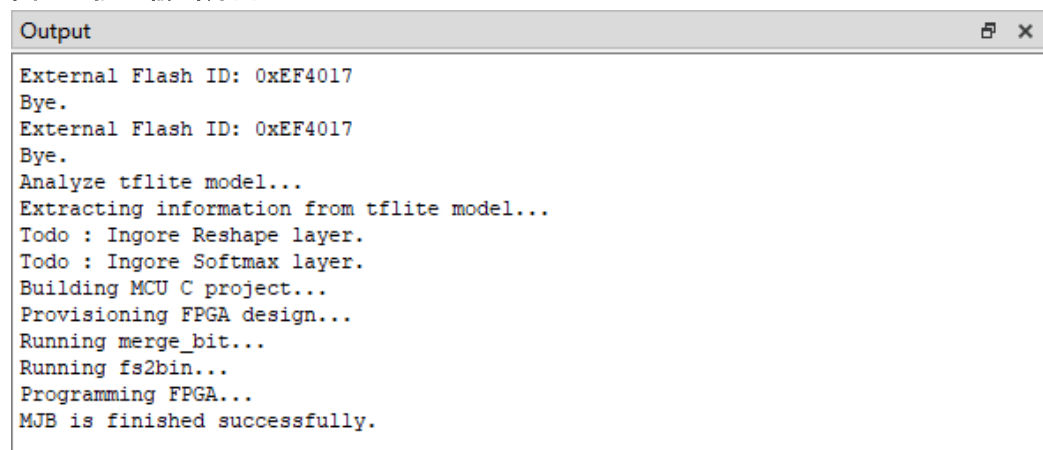 Output
External Flash ID: 0xEF4017
Bye.
External Flash ID: 0xEF4017
Bye.
Analyze tflite model...
Extracting information from tflite model...
Todo : Ingore Reshape layer.
Todo : Ingore Softmax layer.
Building MCU C project...
Provisioning FPGA design...
Running merge_bit...
Running fs2bin...
Programming FPGA...
MJB is finished successfully.